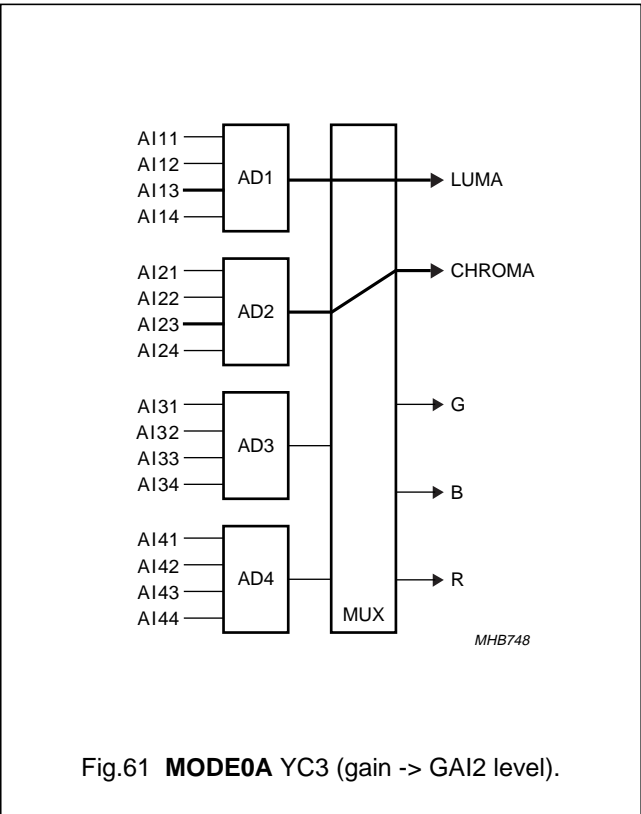 AI11
AI12
AI13
AI14
AD1
LUMA
AI21
AI22
AI23
AI24
AD2
CHROMA
AI31
AI32
AI33
AI34
AD3
G
B
AI41
AI42
AI43
AI44
AD4
R
MUX
MHB748
Fig.61 MODE0A YC3 (gain -> GAI2 level).